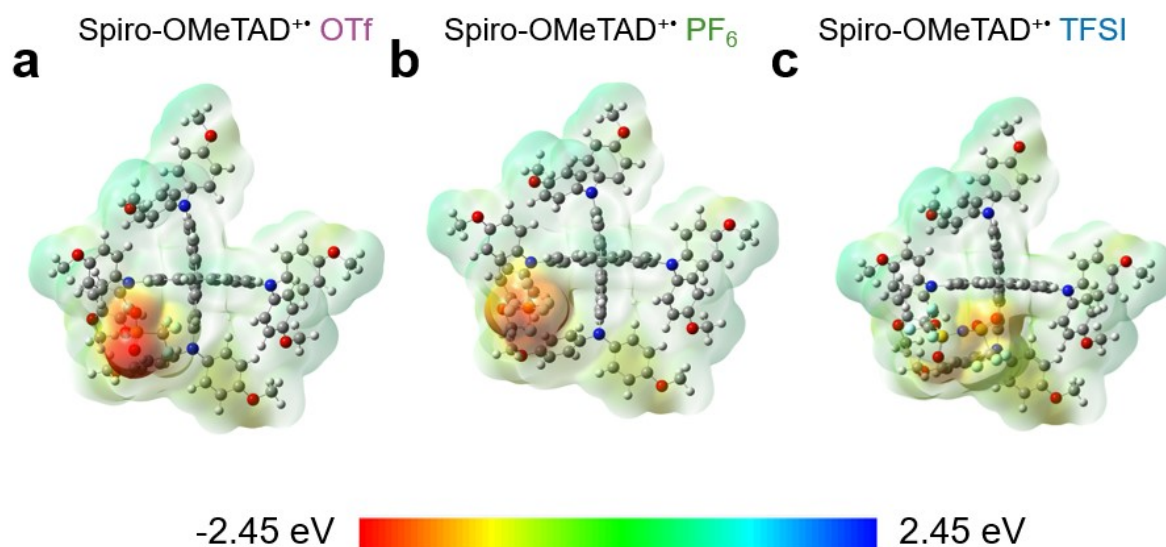 Spiro-OMeTAD⁺• OTf
Spiro-OMeTAD⁺• PF₆
Spiro-OMeTAD⁺• TFSI
a
b
c
-2.45 eV
2.45 eV